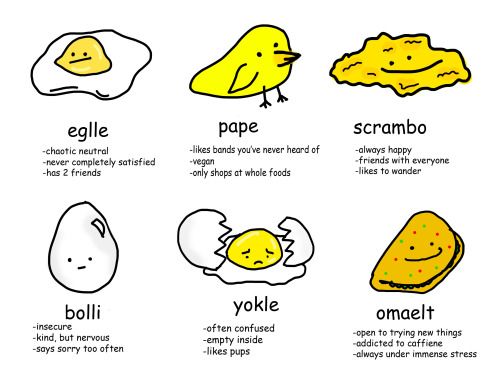 eglle
-chaotic neutral
-never completely satisfied
-has 2 friends
pape
-likes bands you've never heard of
-vegan
-only shops at whole foods
scrambo
-always happy
-friends with everyone
-likes to wander
bolli
-insecure
-kind, but nervous
-says sorry too often
yokle
-often confused
-empty inside
-likes pups
omaelt
-open to trying new things
-addicted to caffiene
-always under immense stress